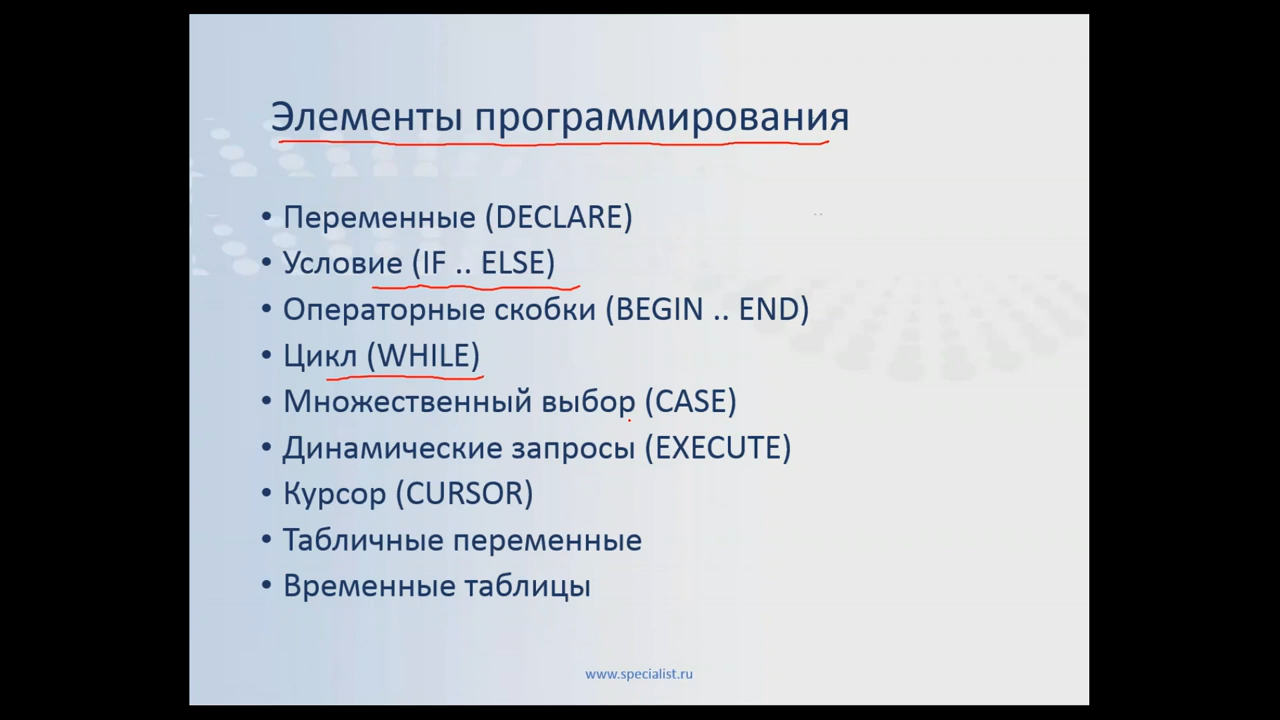 Элементы программирования
• Переменные (DECLARE)
• Условие (IF .. ELSE)
• Операторные скобки (BEGIN .. END)
• Цикл (WHILE)
• Множественный выбор (CASE)
• Динамические запросы (EXECUTE)
• Курсор (CURSOR)
• Табличные переменные
• Временные таблицы
www.specialist.ru